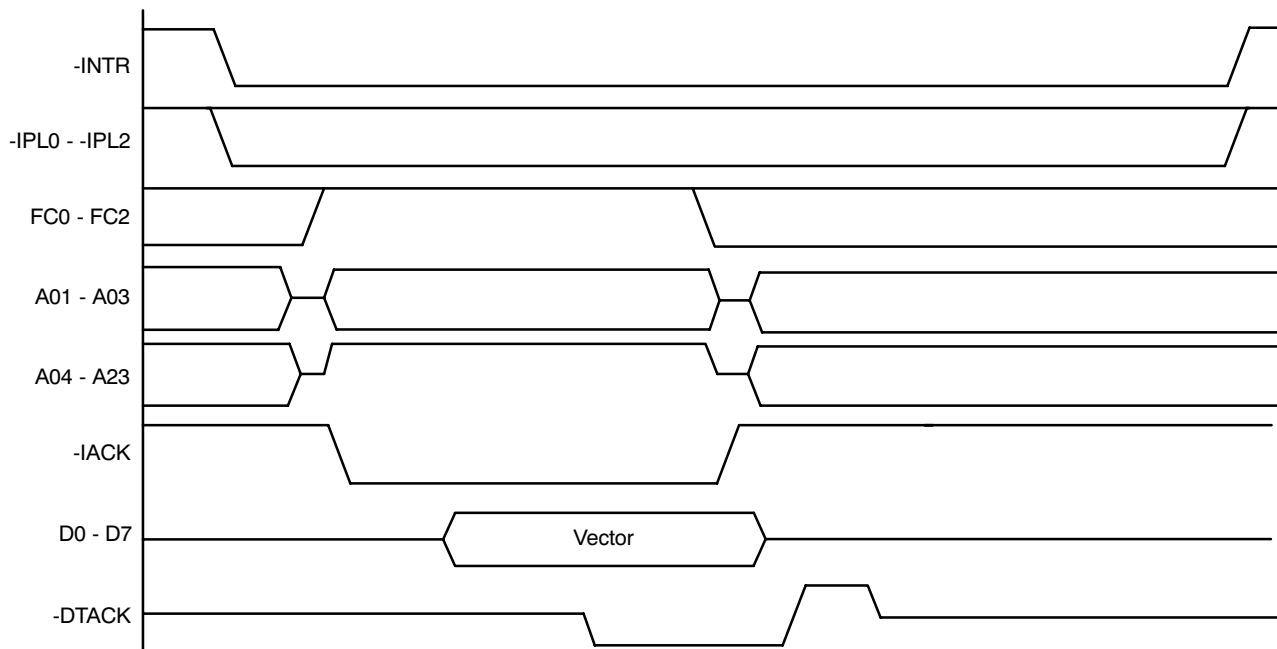 -INTR
-IPL0 - -IPL2
FC0 - FC2
A01 - A03
A04 - A23
-IACK
D0 - D7
Vector
-DTACK